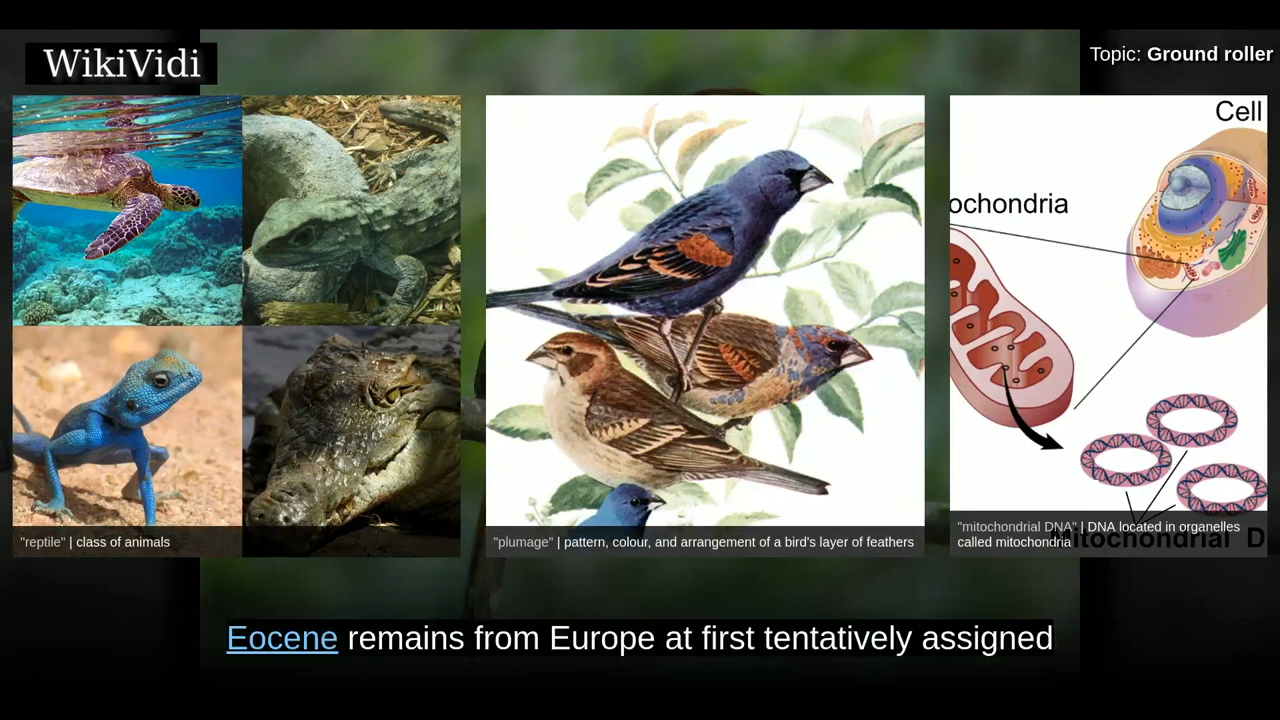 WikiVidi
Topic: Ground roller
Cell
ochondria
"reptile" | class of animals
"plumage" | pattern, colour, and arrangement of a bird's layer of feathers
"mitochondrial DNA" | DNA located in organelles
called mitochondria
itochondrial D
Eocene remains from Europe at first tentatively assigned